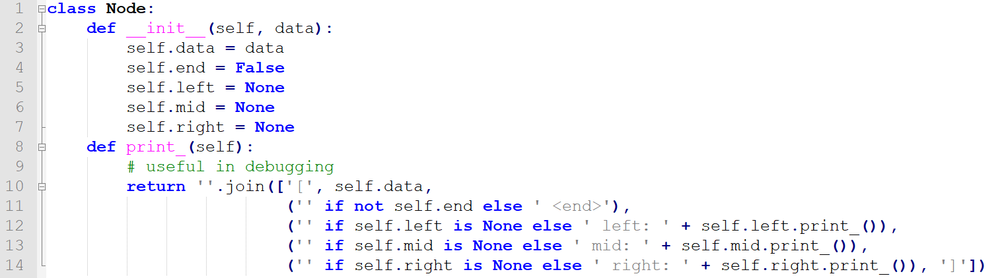 1 class Node:
2     def __init__(self, data):
3         self.data = data
4         self.end = False
5         self.left = None
6         self.mid = None
7         self.right = None
8     def print_(self):
9         # useful in debugging
10         return ''.join(['[', self.data,
11                         ('' if not self.end else ' <end>'),
12                         ('' if self.left is None else ' left: ' + self.left.print_()),
13                         ('' if self.mid is None else ' mid: ' + self.mid.print_()),
14                         ('' if self.right is None else ' right: ' + self.right.print_()), ']'])